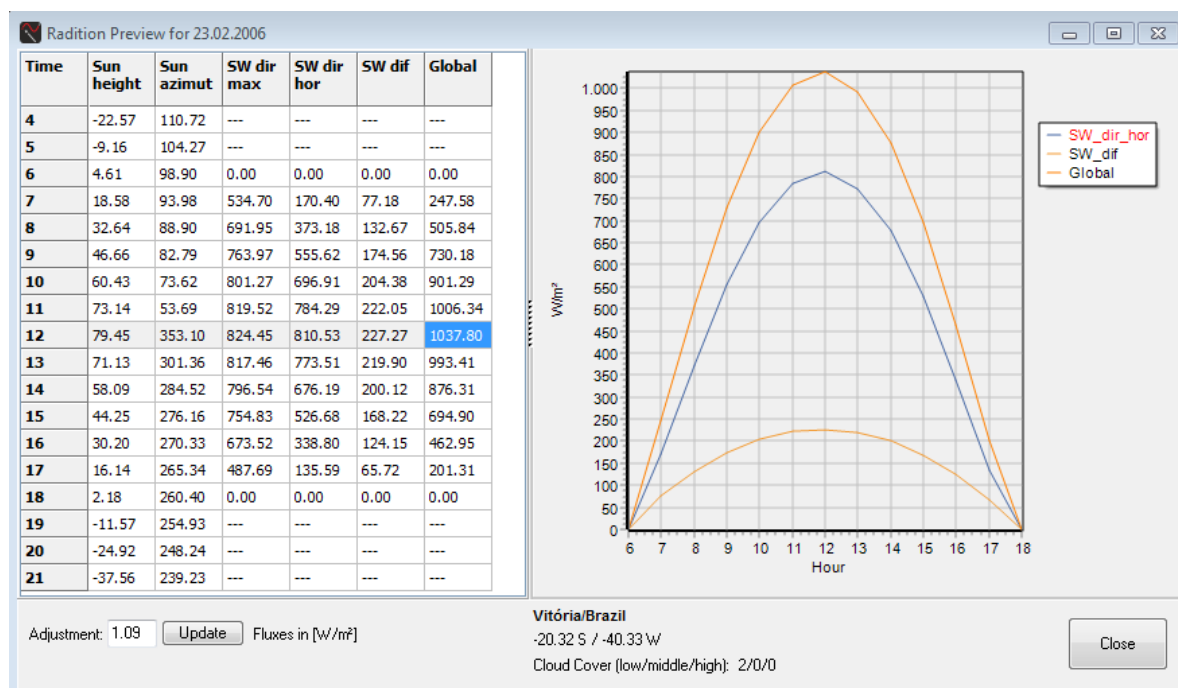 Radition Preview for 23.02.2006
Time Sun height Sun azimut SW dir max SW dir hor SW dif Global
4 -22.57 110.72 --- --- --- ---
5 -9.16 104.27 --- --- --- ---
6 4.61 98.90 0.00 0.00 0.00 0.00
7 18.58 93.98 534.70 170.40 77.18 247.58
8 32.64 88.90 691.95 373.18 132.67 505.84
9 46.66 82.79 763.97 555.62 174.56 730.18
10 60.43 73.62 801.27 696.91 204.38 901.29
11 73.14 53.69 819.52 784.29 222.05 1006.34
12 79.45 353.10 824.45 810.53 227.27 1037.80
13 71.13 301.36 817.46 773.51 219.90 993.41
14 58.09 284.52 796.54 676.19 200.12 876.31
15 44.25 276.16 754.83 526.68 168.22 694.90
16 30.20 270.33 673.52 338.80 124.15 462.95
17 16.14 265.34 487.69 135.59 65.72 201.31
18 2.18 260.40 0.00 0.00 0.00 0.00
19 -11.57 254.93 --- --- --- ---
20 -24.92 248.24 --- --- --- ---
21 -37.56 239.23 --- --- --- ---
1.000
950
900
850
800
750
700
650
600
550
500
450
400
350
300
250
200
150
100
50
0
W/m²
6 7 8 9 10 11 12 13 14 15 16 17 18
Hour
SW_dir_hor
SW_dif
Global
Adjustment: 1.09 Update Fluxes in [W/m²]
Vitória/Brazil
-20.32 S / -40.33 W
Cloud Cover (low/middle/high): 2/0/0
Close